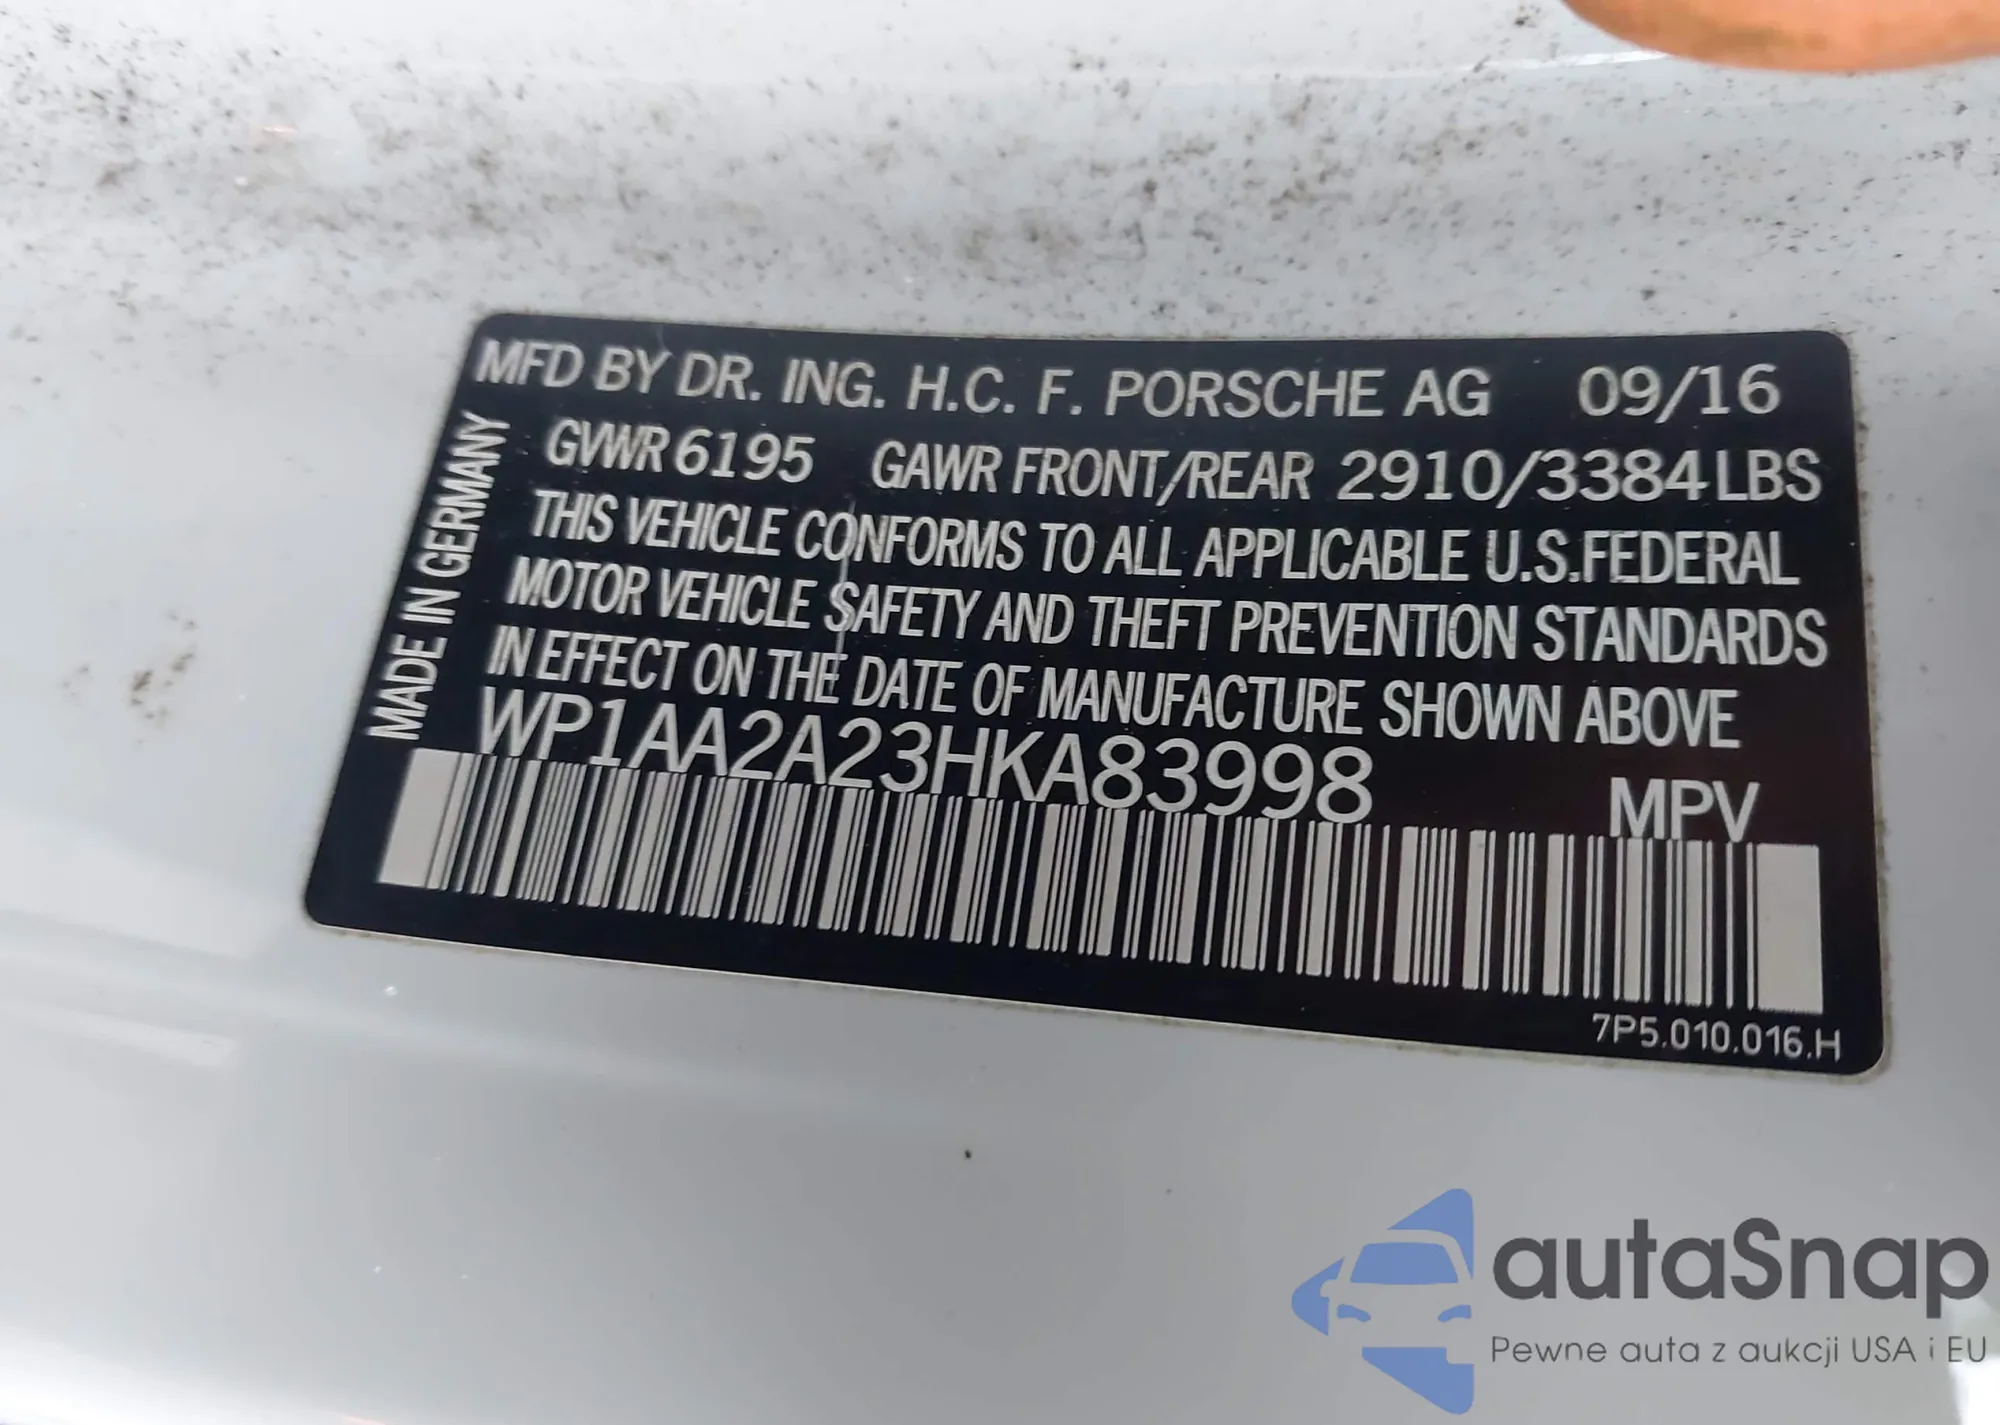 MFD BY DR. ING. H.C. F. PORSCHE AG 09/16
GVWR 6195 GAWR FRONT/REAR 2910/3384 LBS
THIS VEHICLE CONFORMS TO ALL APPLICABLE U.S.FEDERAL
MOTOR VEHICLE SAFETY AND THEFT PREVENTION STANDARDS
IN EFFECT ON THE DATE OF MANUFACTURE SHOWN ABOVE
WP1AA2A23HKA83998
MPV
MADE IN GERMANY
7P5.010.016.H
autaSnap
Pewne auta z aukcji USA i EU